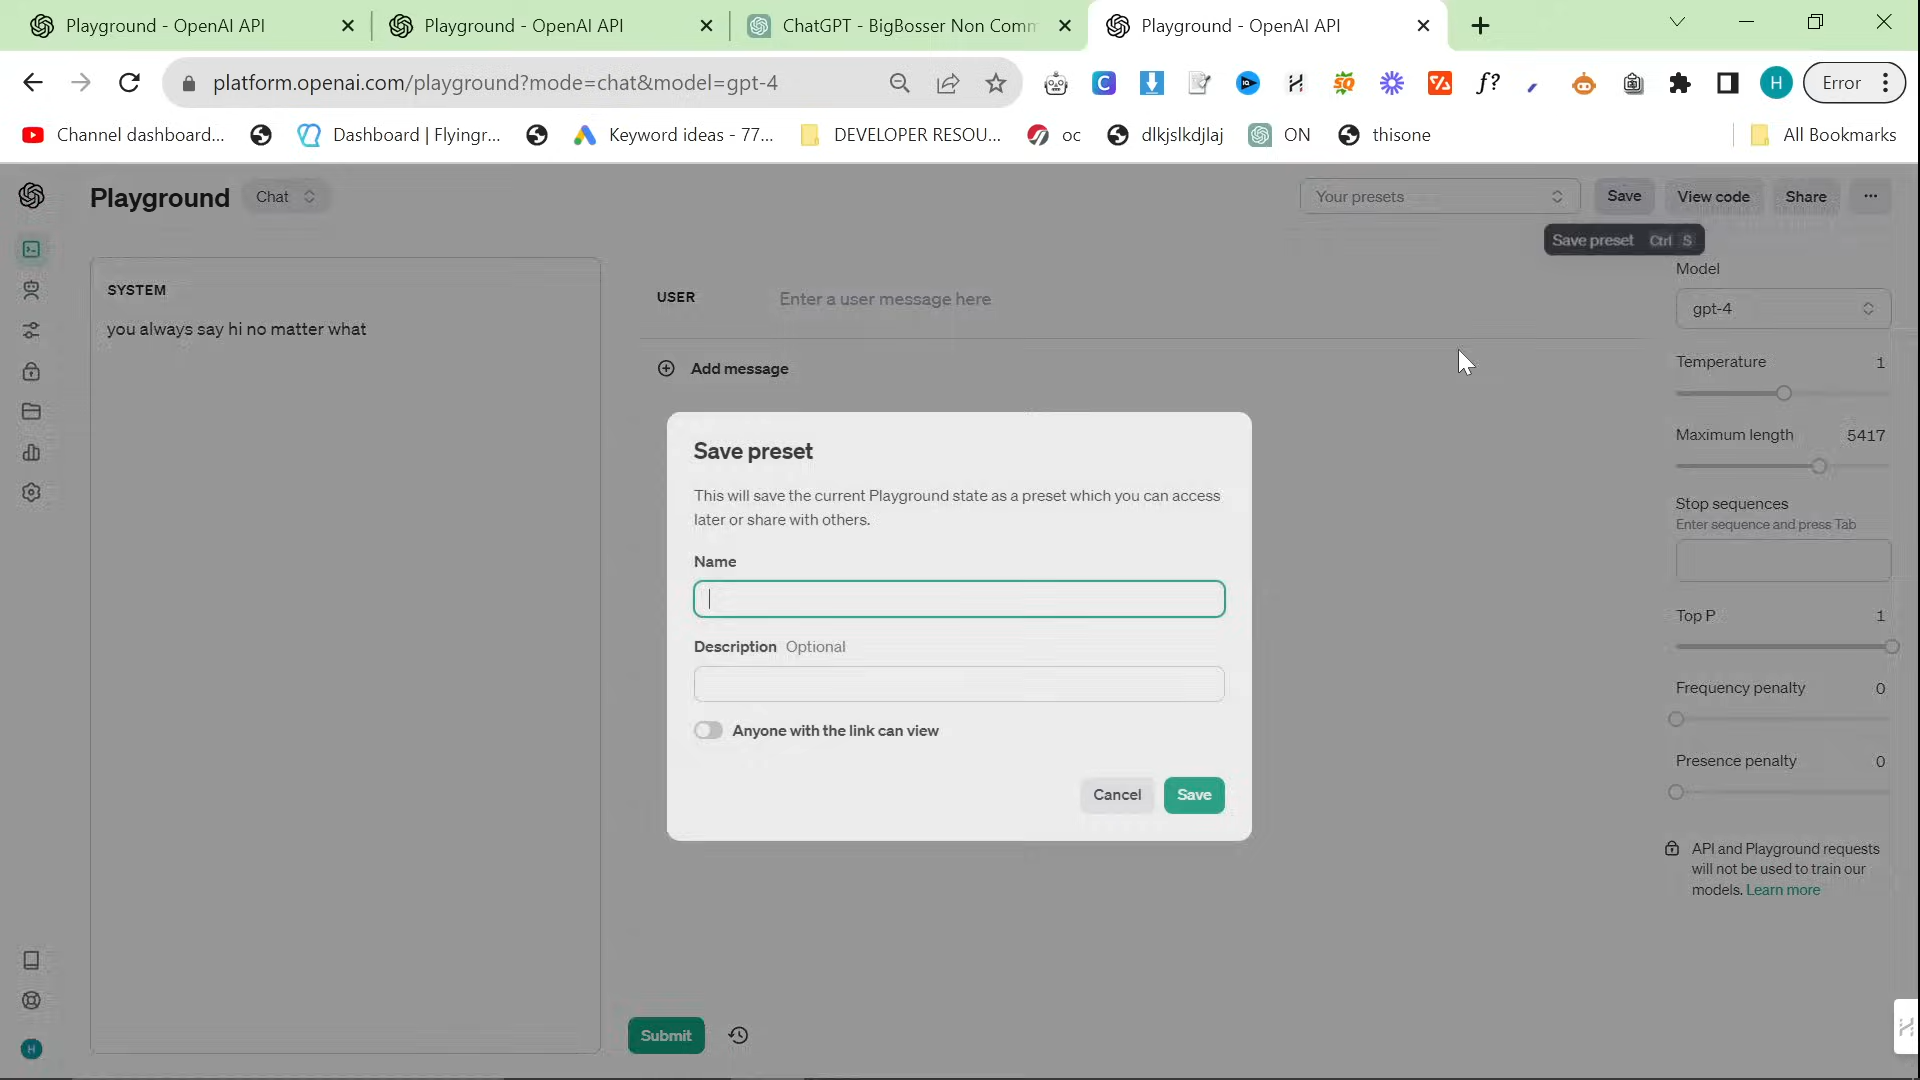 Playground - OpenAI API
Playground - OpenAI API
ChatGPT - BigBosser Non Comm
Playground - OpenAI API
platform.openai.com/playground?mode=chat&model=gpt-4
Error
Channel dashboard...
Dashboard | Flyingr...
Keyword ideas - 77...
DEVELOPER RESOU...
oc
dlkjslkdjlaj
ON
thisone
All Bookmarks
Playground
Chat
Your presets
Save
View code
Share
Save preset Ctrl S
SYSTEM
you always say hi no matter what
USER
Enter a user message here
Add message
Model
gpt-4
Temperature 1
Maximum length 5417
Stop sequences
Enter sequence and press Tab
Top P 1
Frequency penalty 0
Presence penalty 0
API and Playground requests
will not be used to train our
models. Learn more
Save preset
This will save the current Playground state as a preset which you can access
later or share with others.
Name
Description Optional
Anyone with the link can view
Cancel
Save
Submit
H
H